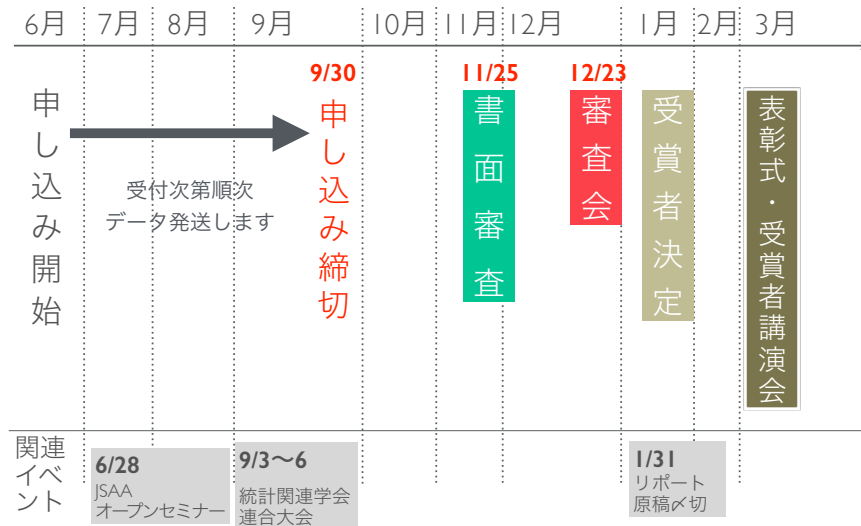 6月 7月 8月 9月 10月 11月 12月 1月 2月 3月
9/30 11/25 12/23
申し込み開始
受付次第順次
データ発送します
申し込み締切
書面審査
審査会
受賞者決定
表彰式・受賞者講演会
関連
イベ
ント
6/28
JSAA
オープンセミナー
9/3〜6
統計関連学会
連合大会
1/31
リポート
原稿〆切